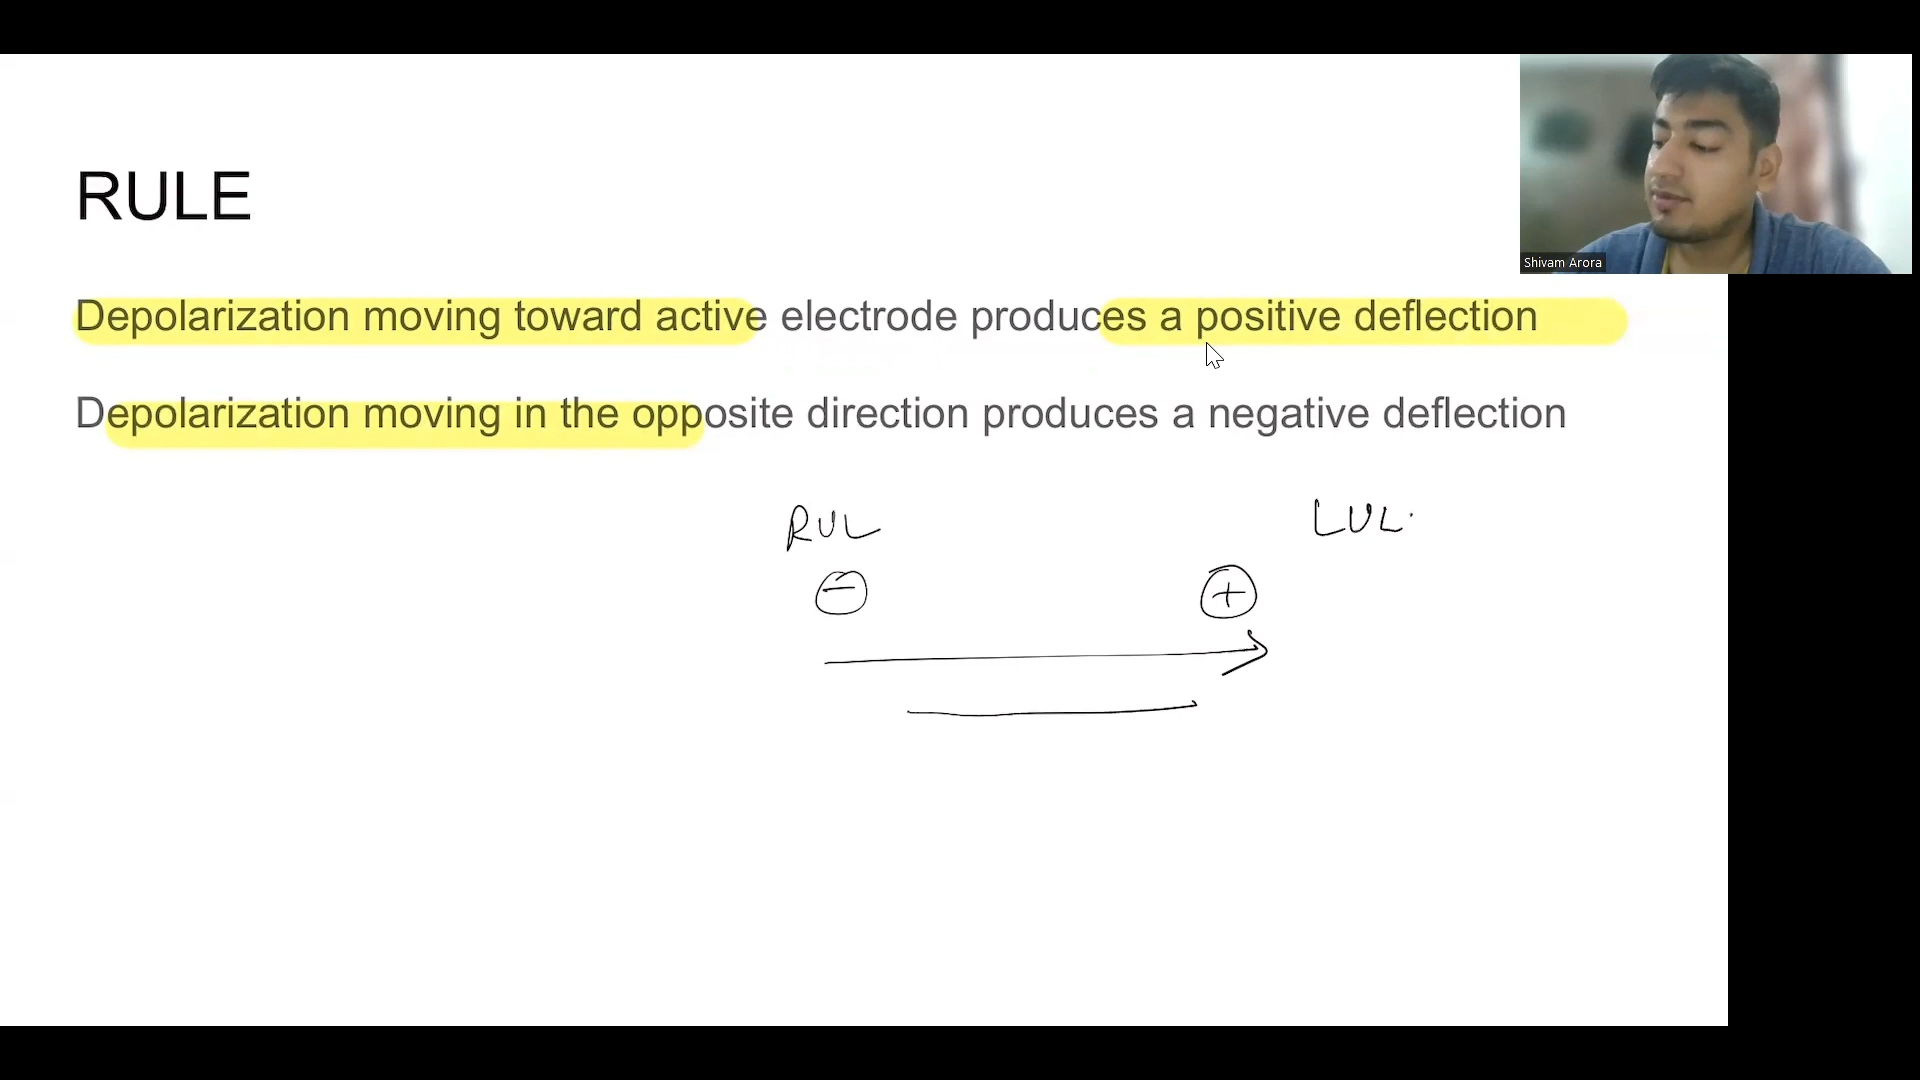 RULE
Shivam Arora
Depolarization moving toward active electrode produces a positive deflection
Depolarization moving in the opposite direction produces a negative deflection
RUL LUL.
- +